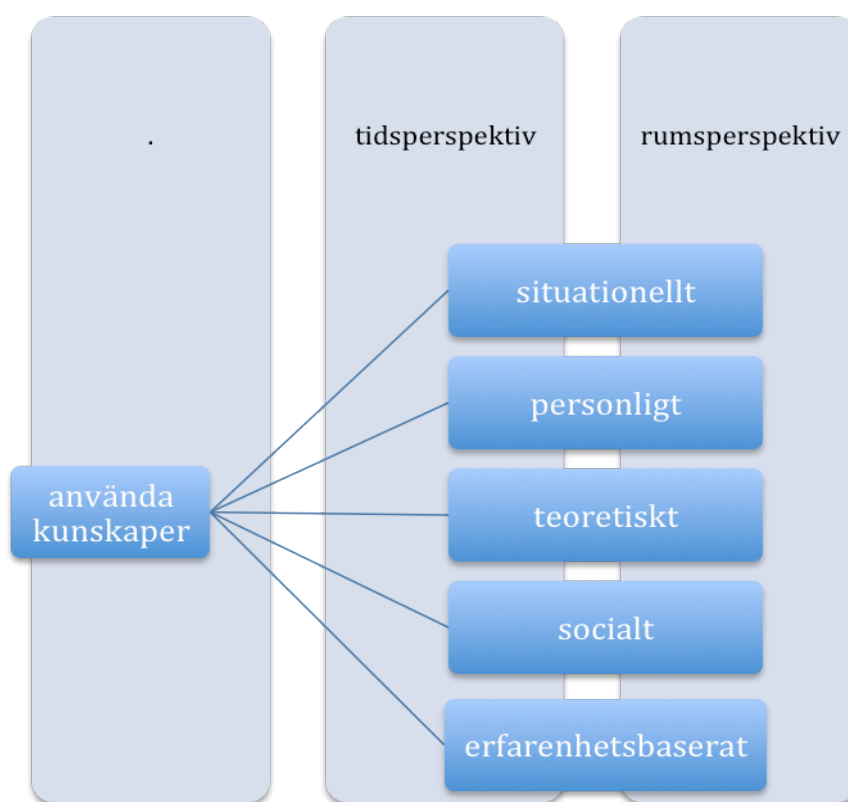 .
tidsperspektiv
rumsperspektiv
situationellt
personligt
använda
kunskaper
teoretiskt
socialt
erfarenhetsbaserat